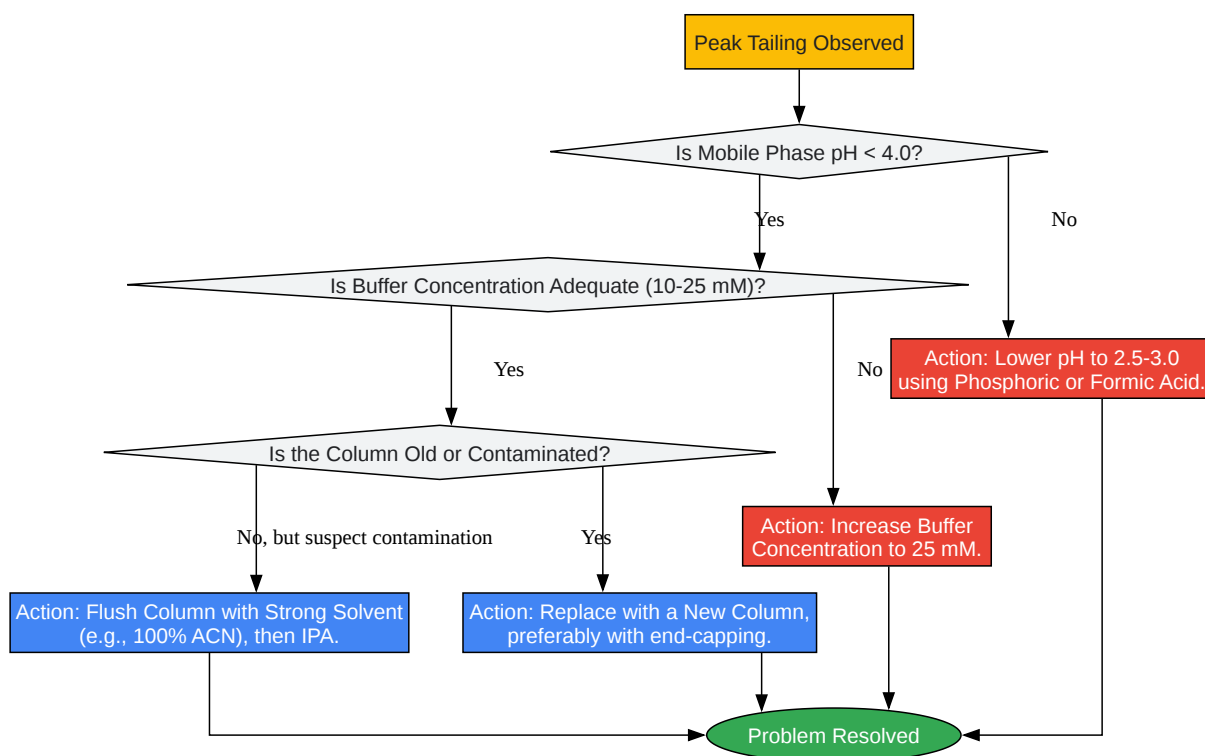 Peak Tailing Observed
Is Mobile Phase pH < 4.0?
Yes
No
Is Buffer Concentration Adequate (10-25 mM)?
Action: Lower pH to 2.5-3.0
using Phosphoric or Formic Acid.
Yes
No
Is the Column Old or Contaminated?
No, but suspect contamination
Yes
Action: Increase Buffer
Concentration to 25 mM.
Action: Flush Column with Strong Solvent
(e.g., 100% ACN), then IPA.
Action: Replace with a New Column,
preferably with end-capping.
Problem Resolved